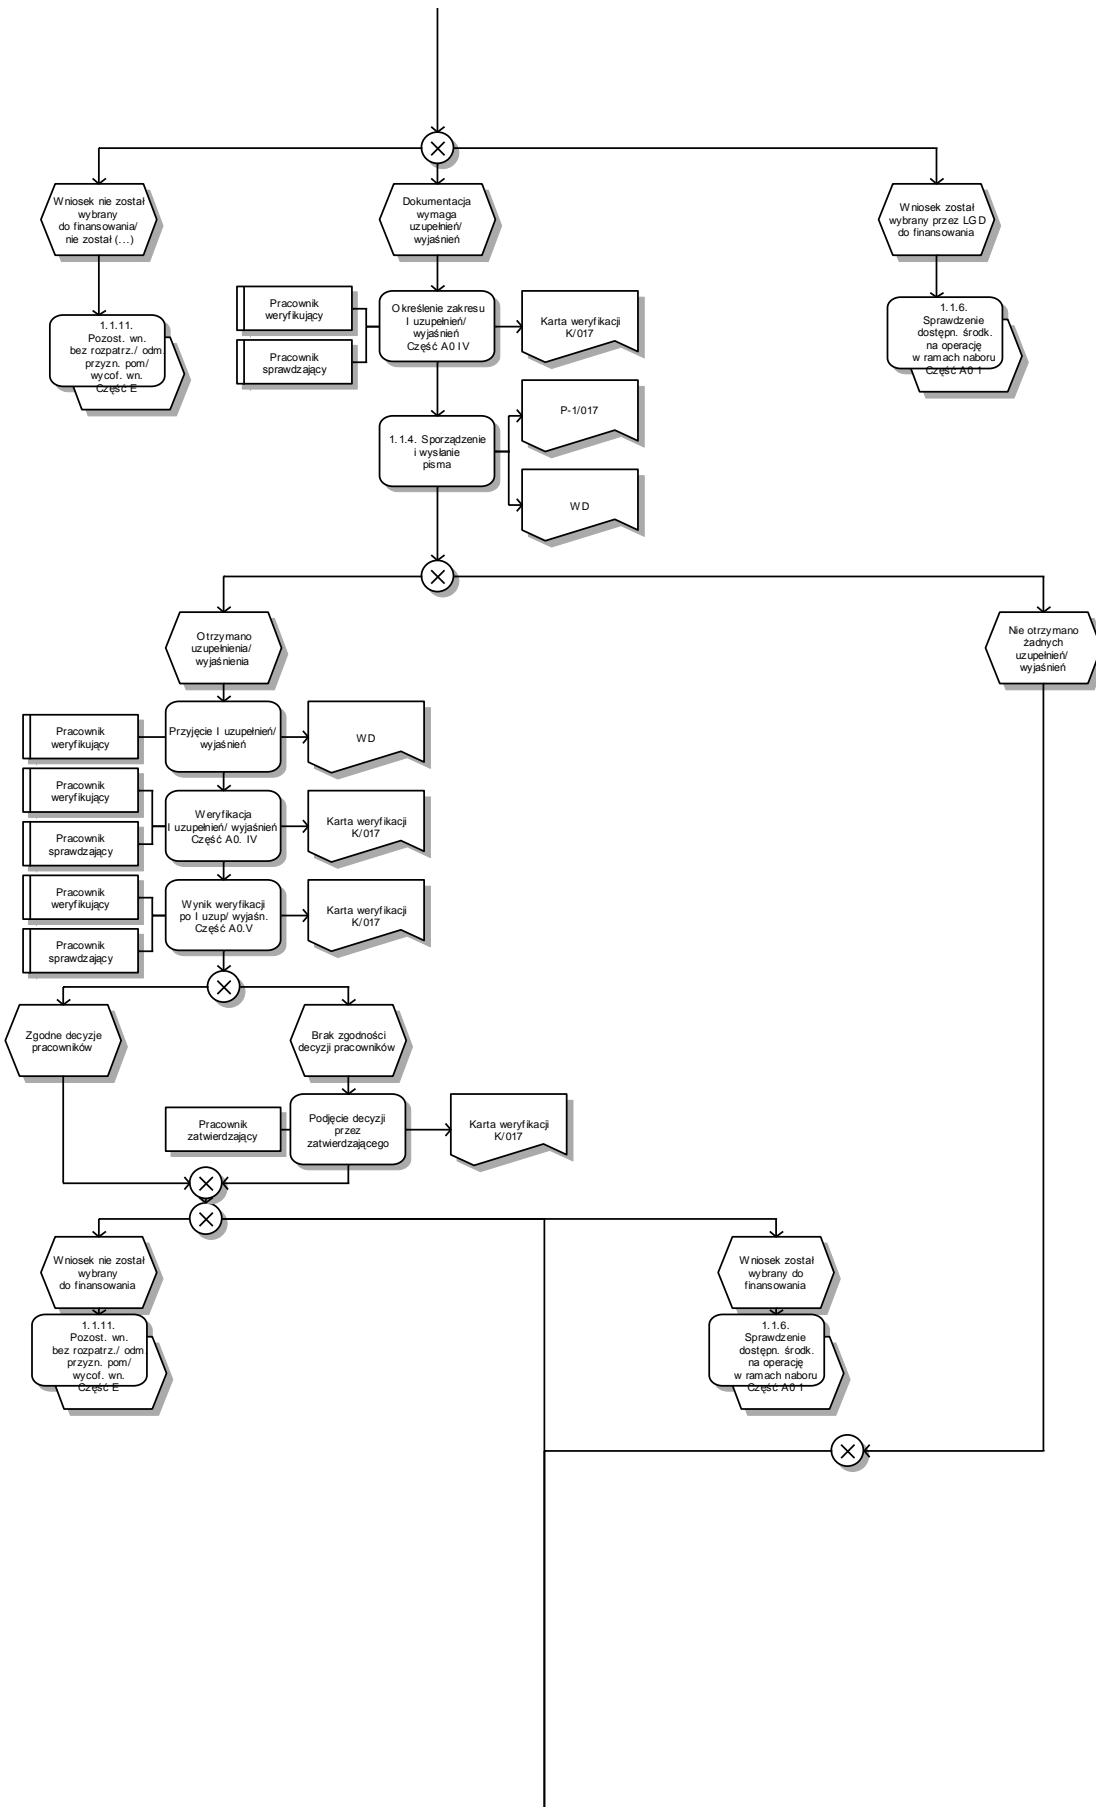 Wniosek nie został
wybrany
do finansowania/
nie został (...)
Dokumentacja
wymaga
uzupełnień/
wyjaśnień
Wniosek został
wybrany przez LGD
do finansowania
1.1.11.
Pozost. wn.
bez rozpatrz./ odm.
przyzn. pom/
wycof. wn.
Część E
Pracownik
weryfikujący
Pracownik
sprawdzający
Określenie zakresu
I uzupełnień/
wyjaśnień
Część A0 IV
Karta weryfikacji
K/017
1.1.6.
Sprawdzenie
dostępn. środk.
na operację
w ramach naboru
Część A0 1
1.1.4. Sporządzenie
i wysłanie
pisma
P-1/017
WD
Otrzymano
uzupełnienia/
wyjaśnienia
Nie otrzymano
żadnych
uzupełnień/
wyjaśnień
Pracownik
weryfikujący
Przyjęcie I uzupełnień/
wyjaśnień
WD
Pracownik
weryfikujący
Pracownik
sprawdzający
Weryfikacja
I uzupełnień/ wyjaśnień
Część A0. IV
Karta weryfikacji
K/017
Pracownik
weryfikujący
Pracownik
sprawdzający
Wynik weryfikacji
po I uzup/ wyjaśn.
Część A0.V
Karta weryfikacji
K/017
Zgodne decyzje
pracowników
Brak zgodności
decyzji pracowników
Pracownik
zatwierdzający
Podjęcie decyzji
przez
zatwierdzającego
Karta weryfikacji
K/017
Wniosek nie został
wybrany
do finansowania
Wniosek został
wybrany do
finansowania
1.1.11.
Pozost. wn.
bez rozpatrz./ odm
przyzn. pom/
wycof. wn.
Część E
1.1.6.
Sprawdzenie
dostępn. środk.
na operację
w ramach naboru
Część A0 1